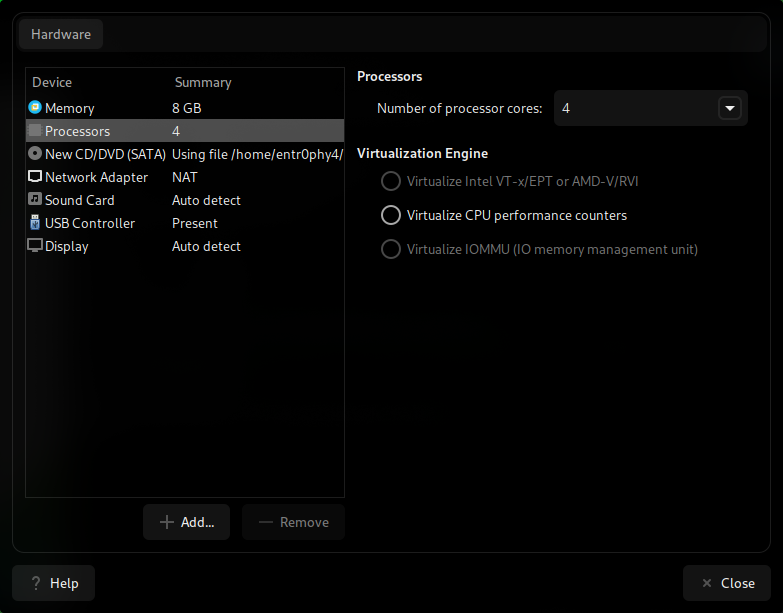 Hardware
Device Summary
Memory 8 GB
Processors 4
New CD/DVD (SATA) Using file /home/entr0phy4/
Network Adapter NAT
Sound Card Auto detect
USB Controller Present
Display Auto detect
Add...
Remove
Processors
Number of processor cores: 4
Virtualization Engine
Virtualize Intel VT-x/EPT or AMD-V/RVI
Virtualize CPU performance counters
Virtualize IOMMU (IO memory management unit)
Help
Close